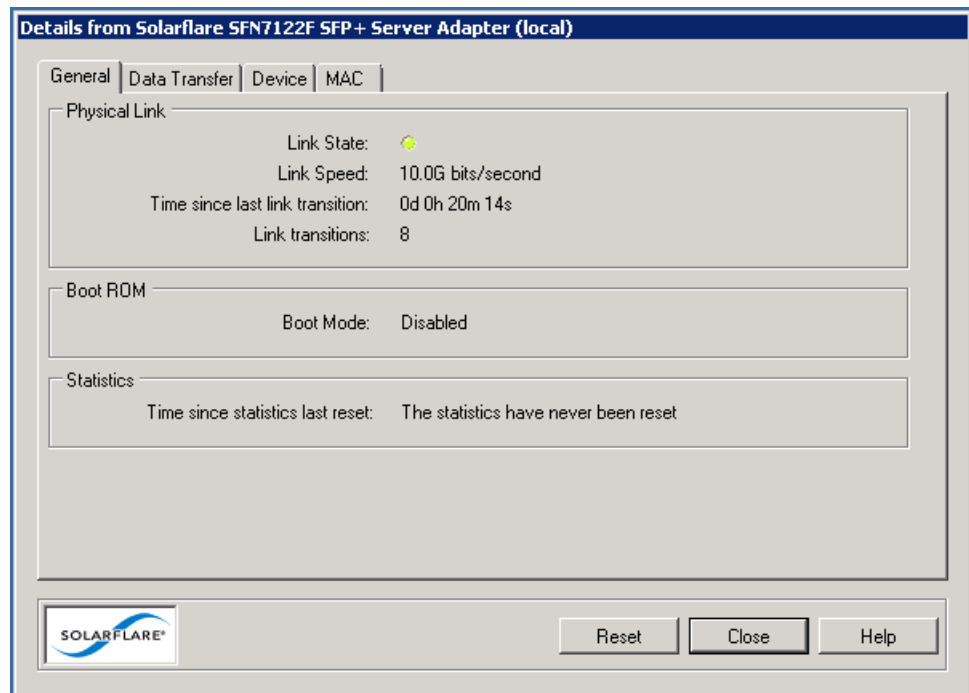 Details from Solarflare SFN7122F SFP+ Server Adapter (local)
General Data Transfer Device MAC
Physical Link
Link State:
Link Speed: 10.0G bits/second
Time since last link transition: 0d 0h 20m 14s
Link transitions: 8
Boot ROM
Boot Mode: Disabled
Statistics
Time since statistics last reset: The statistics have never been reset
SOLARFLARE®
Reset Close Help